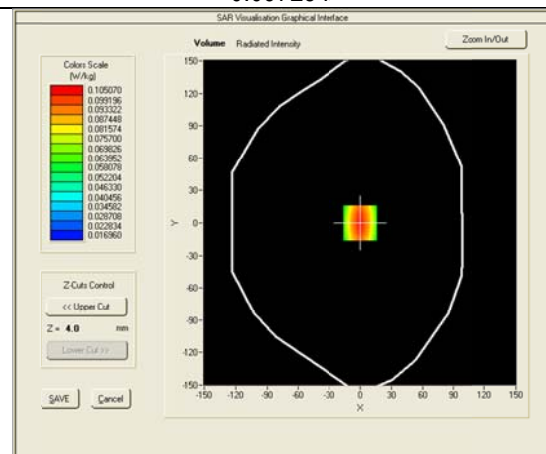 SAR Visualisation Graphical Interface
Volume Radiated Intensity
Zoom In/Out
Colors Scale
(W/kg)
0.105070
0.099196
0.093322
0.087448
0.081574
0.075700
0.069826
0.063952
0.058078
0.052204
0.046330
0.040456
0.034582
0.028708
0.022834
0.016960
Z-Cuts Control
<< Upper Cut
Z = 4.0 mm
Lower Cut >>
SAVE Cancel
150-
120-
90-
60-
30-
Y 0-
-30-
-60-
-90-
-120-
-150-
-150 -120 -90 -60 -30 0 30 60 90 120 150
X